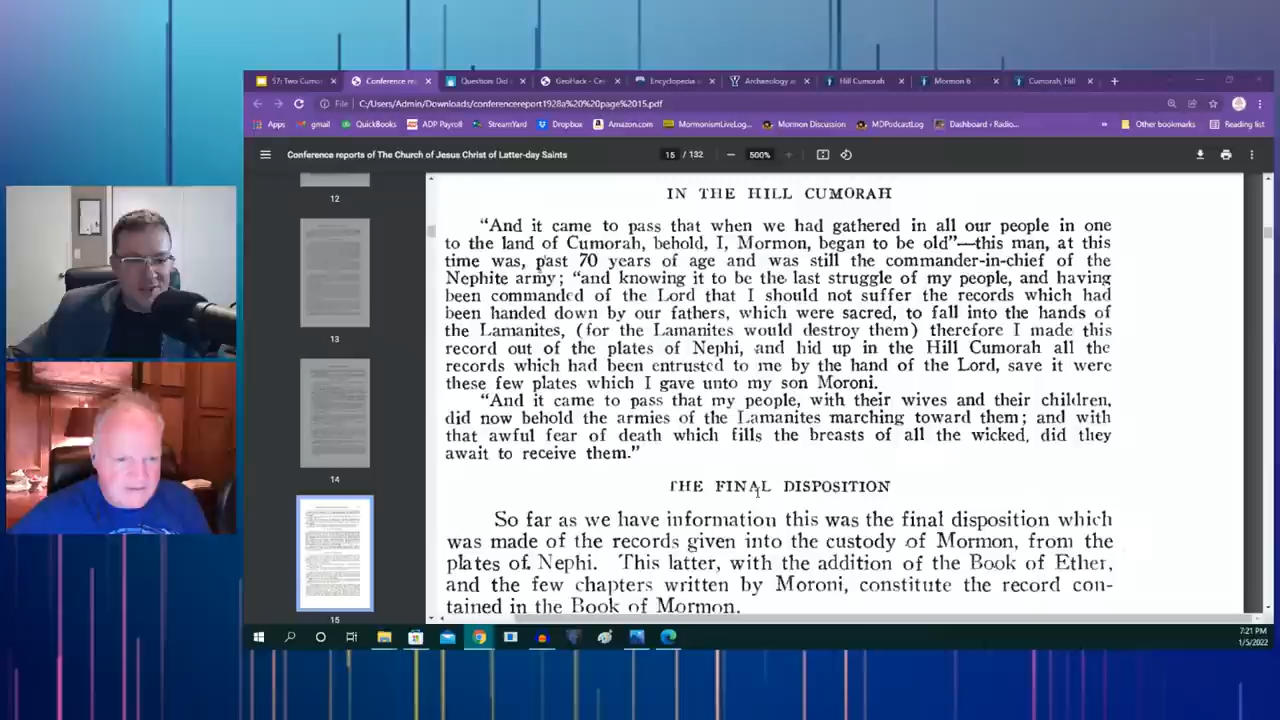 57: Two Cumo
Conference re
Question: Did
GeoHack - Ce
Encyclopedia
Archaeology a
Hill Cumorah
Mormon 6
Cumorah, Hill
File C:/Users/Admin/Downloads/conferencereport1928a%20%20page%2015.pdf
Apps gmail QuickBooks ADP Payroll StreamYard Dropbox Amazon.com MormonismLiveLog... Mormon Discussion MDPodcastLog Dashboard ‹ Radio... » Other bookmarks Reading list
Conference reports of The Church of Jesus Christ of Latter-day Saints 15 / 132 500%
12
13
14
15
IN THE HILL CUMORAH
“And it came to pass that when we had gathered in all our people in one
to the land of Cumorah, behold, I, Mormon, began to be old”—this man, at this
time was, past 70 years of age and was still the commander-in-chief of the
Nephite army; “and knowing it to be the last struggle of my people, and having
been commanded of the Lord that I should not suffer the records which had
been handed down by our fathers, which were sacred, to fall into the hands of
the Lamanites, (for the Lamanites would destroy them) therefore I made this
record out of the plates of Nephi, and hid up in the Hill Cumorah all the
records which had been entrusted to me by the hand of the Lord, save it were
these few plates which I gave unto my son Moroni.
“And it came to pass that my people, with their wives and their children,
did now behold the armies of the Lamanites marching toward them; and with
that awful fear of death which fills the breasts of all the wicked, did they
await to receive them.”
THE FINAL DISPOSITION
So far as we have information this was the final disposition which
was made of the records given into the custody of Mormon, from the
plates of Nephi. This latter, with the addition of the Book of Ether,
and the few chapters written by Moroni, constitute the record con-
tained in the Book of Mormon.
7:21 PM
1/5/2022